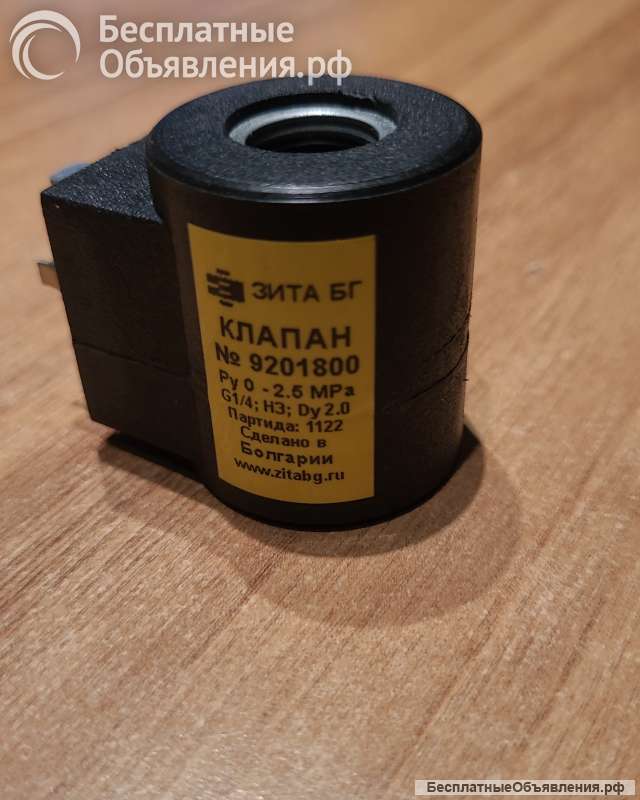 Бесплатные
Объявления.рф
ЗИТА БГ
КЛАПАН
№ 9201800
Ру 0 - 2.5 МРа
G1/4; НЗ; Dy 2.0
Партида: 1122
Сделано в
Болгарии
www.zitabg.ru
БесплатныеОбъявления.рф